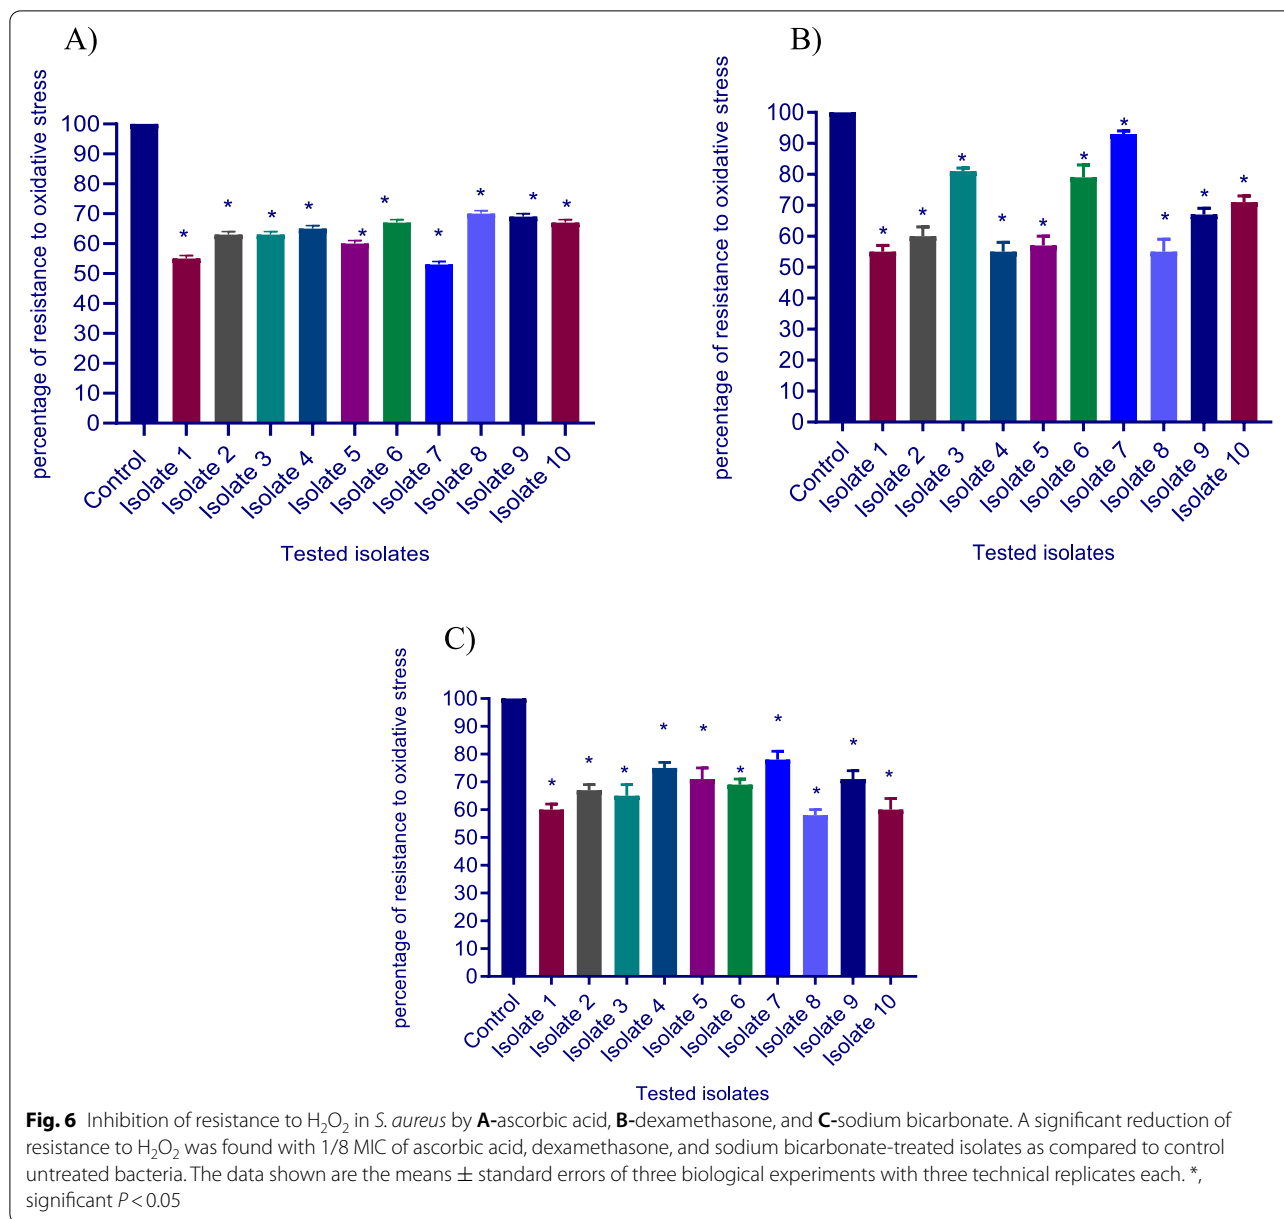 A)
percentage of resistance to oxidative stress
100
90
80
70
60
50
40
30
20
10
0
Control
Isolate 1
Isolate 2
Isolate 3
Isolate 4
Isolate 5
Isolate 6
Isolate 7
Isolate 8
Isolate 9
Isolate 10
* * * * * * * * * *
Tested isolates
B)
percentage of resistance to oxidative stress
100
90
80
70
60
50
40
30
20
10
0
Control
Isolate 1
Isolate 2
Isolate 3
Isolate 4
Isolate 5
Isolate 6
Isolate 7
Isolate 8
Isolate 9
Isolate 10
* * * * * * * * * *
Tested isolates
C)
percentage of resistance to oxidative stress
100
90
80
70
60
50
40
30
20
10
0
Control
Isolate 1
Isolate 2
Isolate 3
Isolate 4
Isolate 5
Isolate 6
Isolate 7
Isolate 8
Isolate 9
Isolate 10
* * * * * * * * * *
Tested isolates
Fig. 6 Inhibition of resistance to H₂O₂ in S. aureus by A-ascorbic acid, B-dexamethasone, and C-sodium bicarbonate. A significant reduction of
resistance to H₂O₂ was found with 1/8 MIC of ascorbic acid, dexamethasone, and sodium bicarbonate-treated isolates as compared to control
untreated bacteria. The data shown are the means ± standard errors of three biological experiments with three technical replicates each. *,
significant P < 0.05